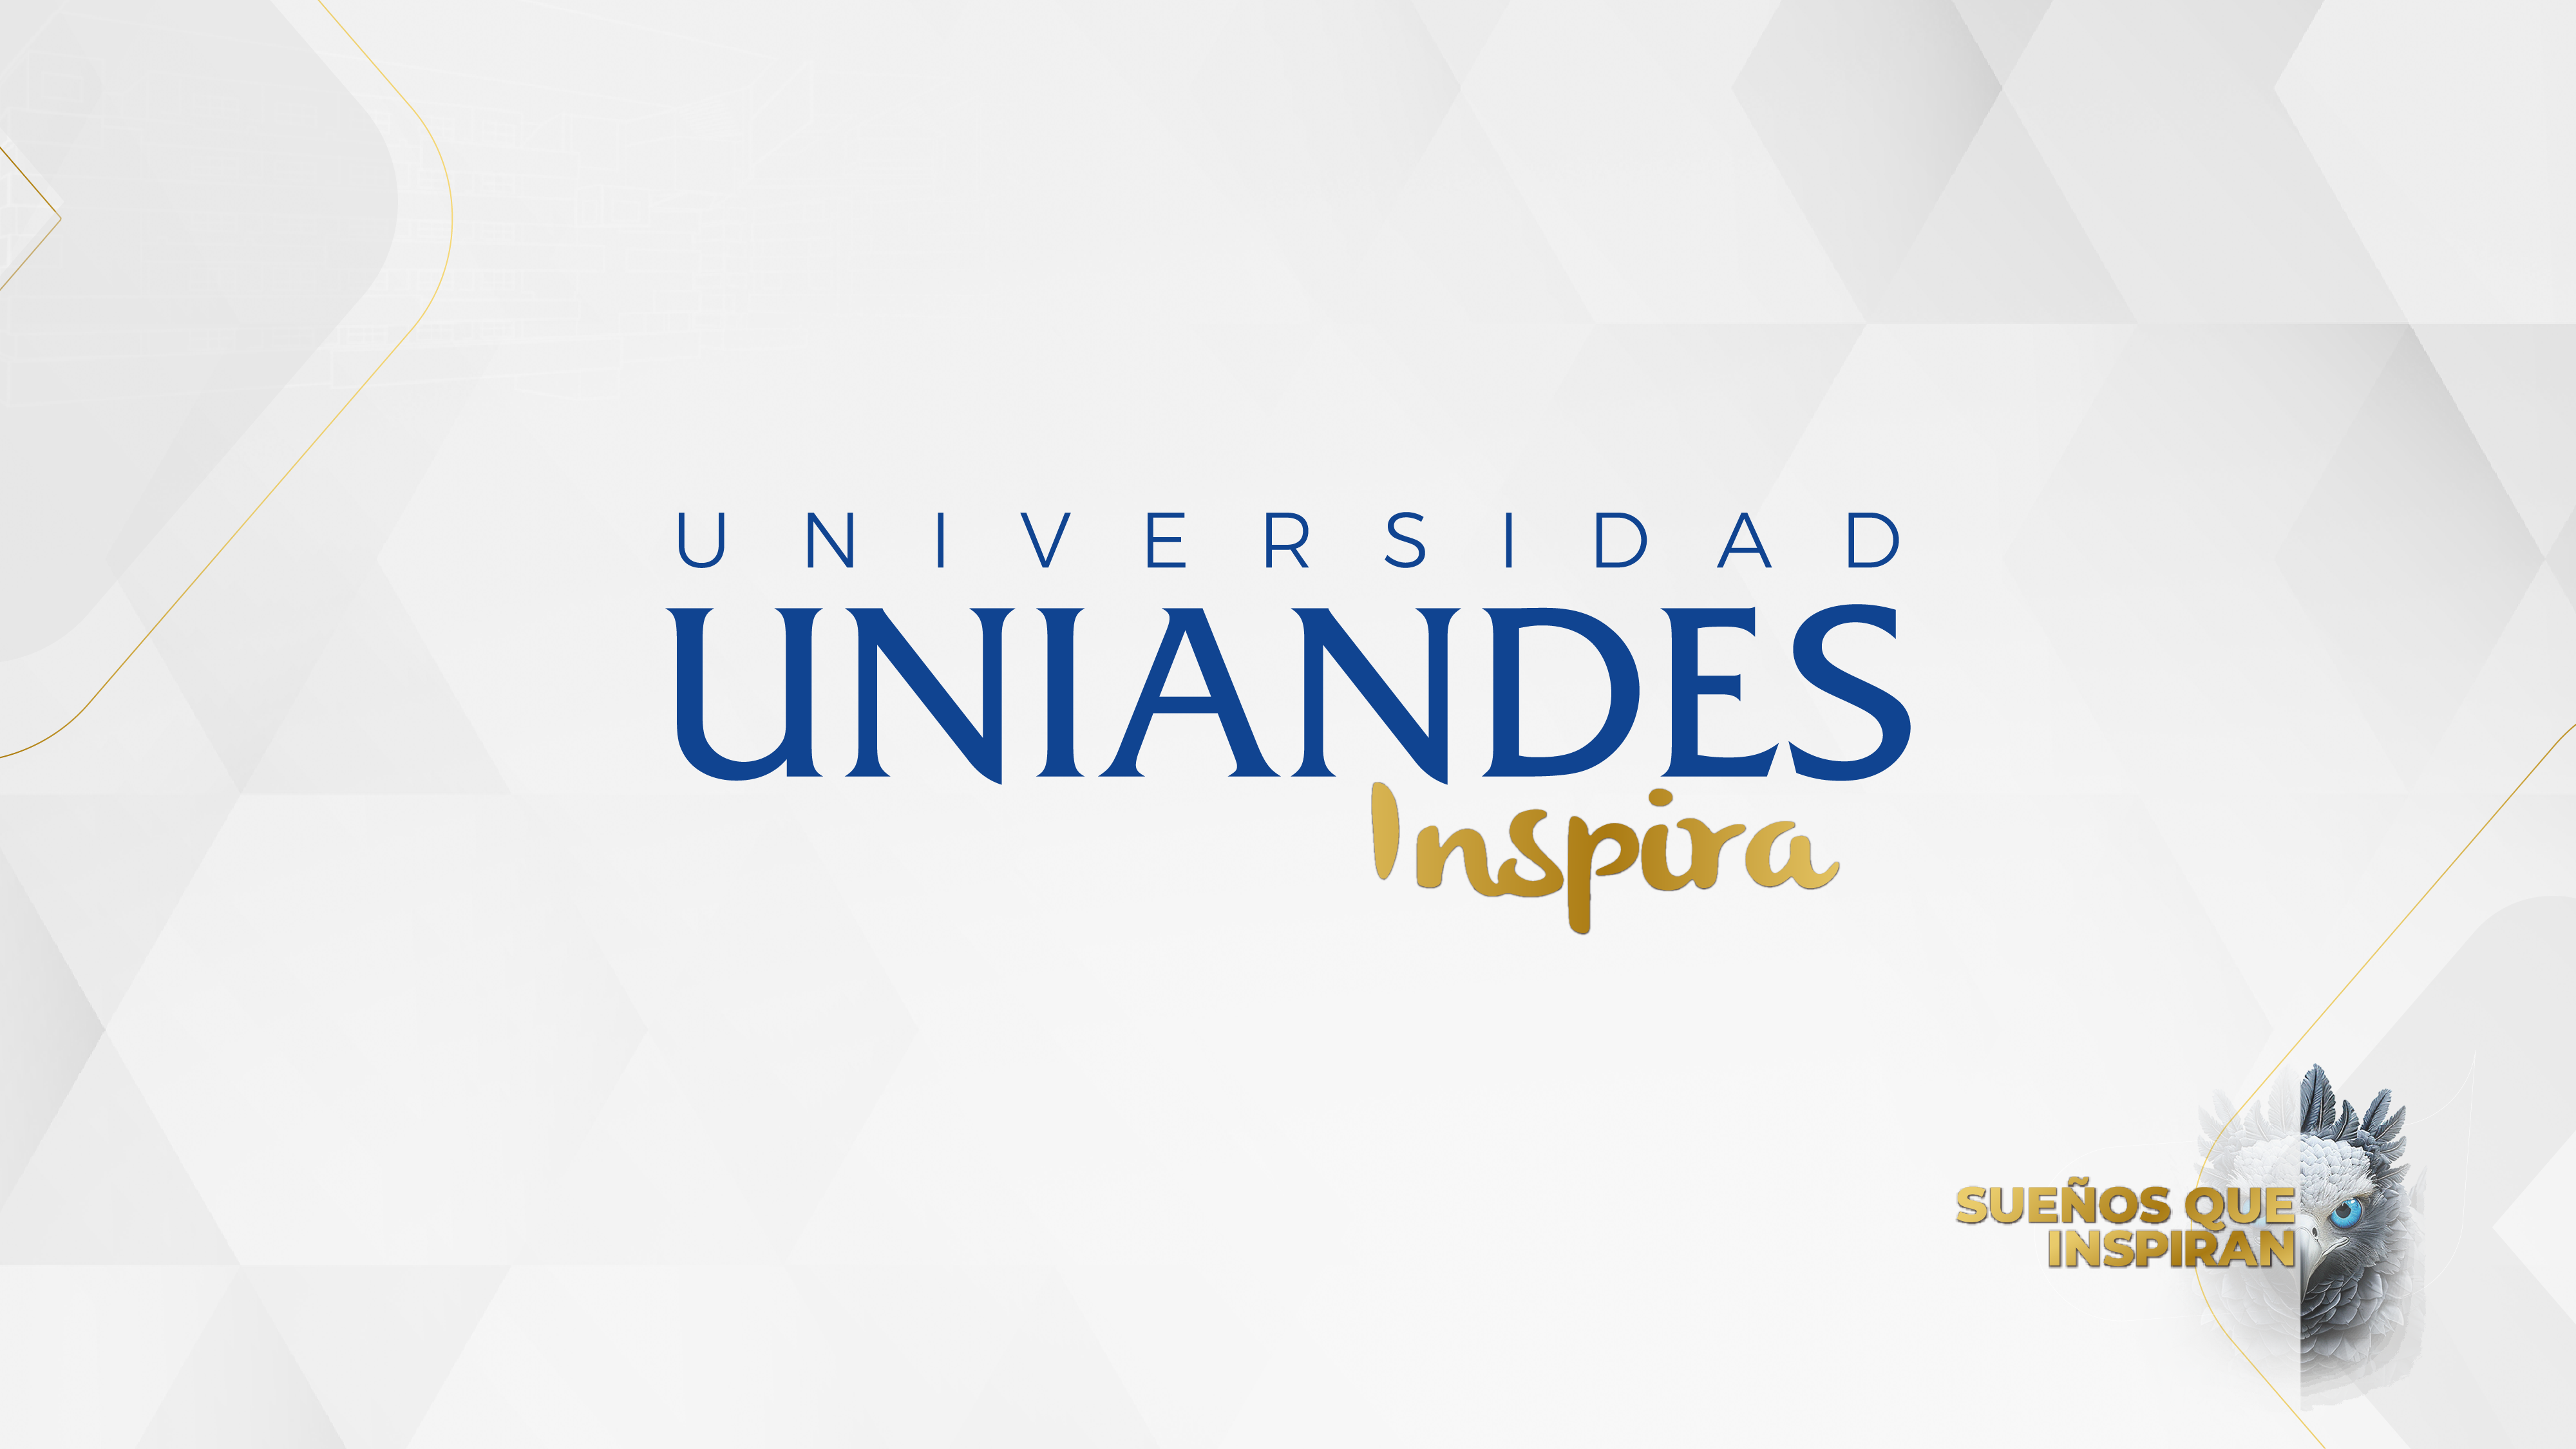 UNIVERSIDAD
UNIANDES
Inspira
SUEÑOS QUE
INSPIRAN